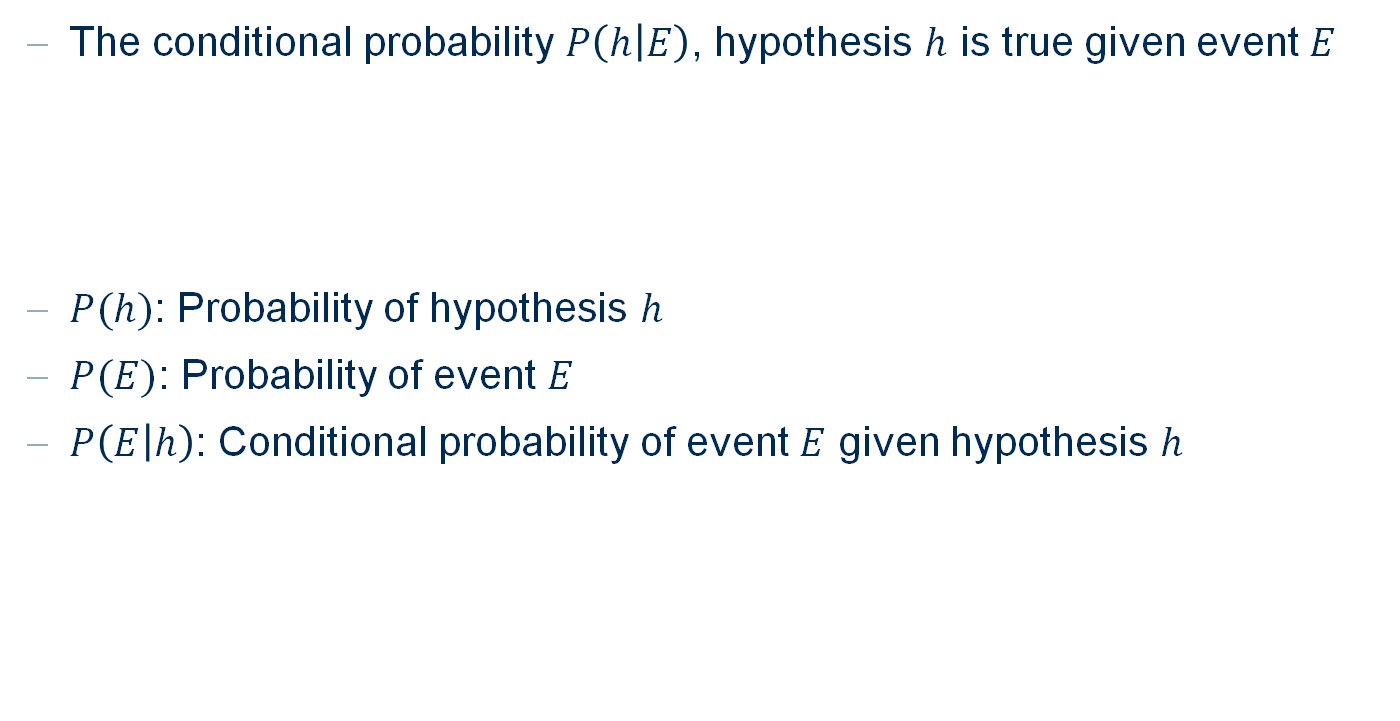 – The conditional probability P(h|E), hypothesis h is true given event E
– P(h): Probability of hypothesis h
– P(E): Probability of event E
– P(E|h): Conditional probability of event E given hypothesis h